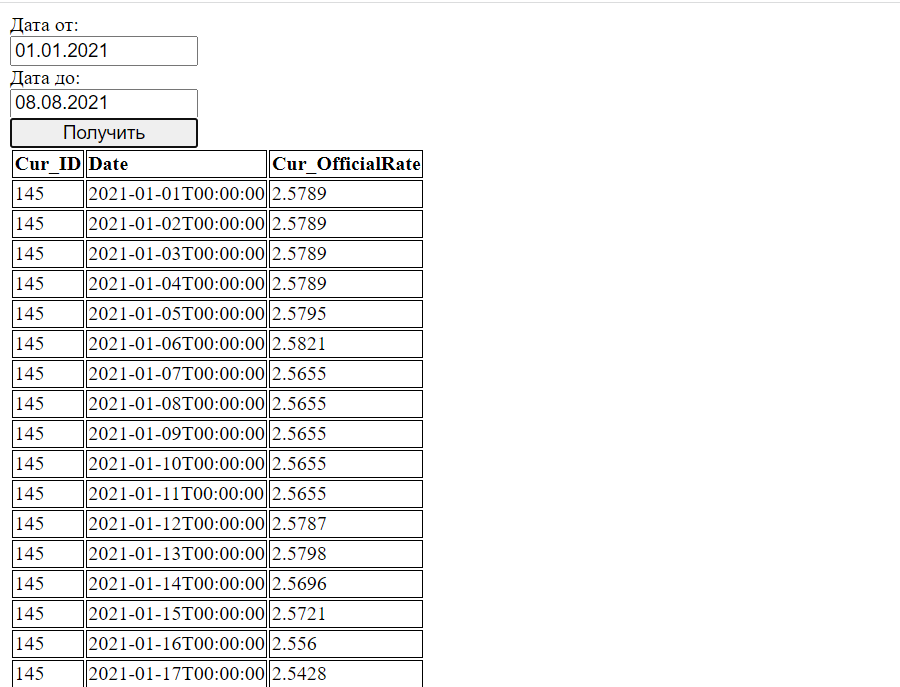 Дата от:
01.01.2021
Дата до:
08.08.2021
Получить
Cur_ID Date Cur_OfficialRate
145 2021-01-01T00:00:00 2.5789
145 2021-01-02T00:00:00 2.5789
145 2021-01-03T00:00:00 2.5789
145 2021-01-04T00:00:00 2.5789
145 2021-01-05T00:00:00 2.5795
145 2021-01-06T00:00:00 2.5821
145 2021-01-07T00:00:00 2.5655
145 2021-01-08T00:00:00 2.5655
145 2021-01-09T00:00:00 2.5655
145 2021-01-10T00:00:00 2.5655
145 2021-01-11T00:00:00 2.5655
145 2021-01-12T00:00:00 2.5787
145 2021-01-13T00:00:00 2.5798
145 2021-01-14T00:00:00 2.5696
145 2021-01-15T00:00:00 2.5721
145 2021-01-16T00:00:00 2.556
145 2021-01-17T00:00:00 2.5428